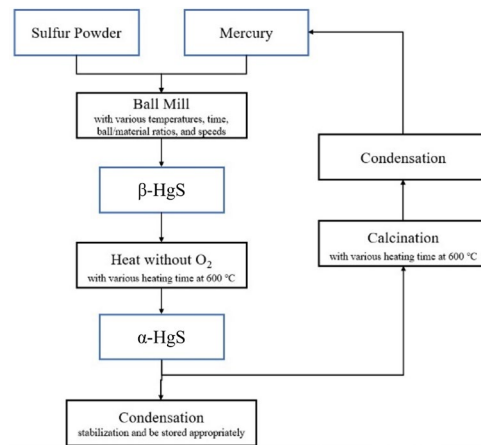 Sulfur Powder
Mercury
Ball Mill
with various temperatures, time,
ball/material ratios, and speeds
β-HgS
Condensation
Heat without O₂
with various heating time at 600 °C
Calcination
with various heating time at 600 °C
α-HgS
Condensation
stabilization and be stored appropriately